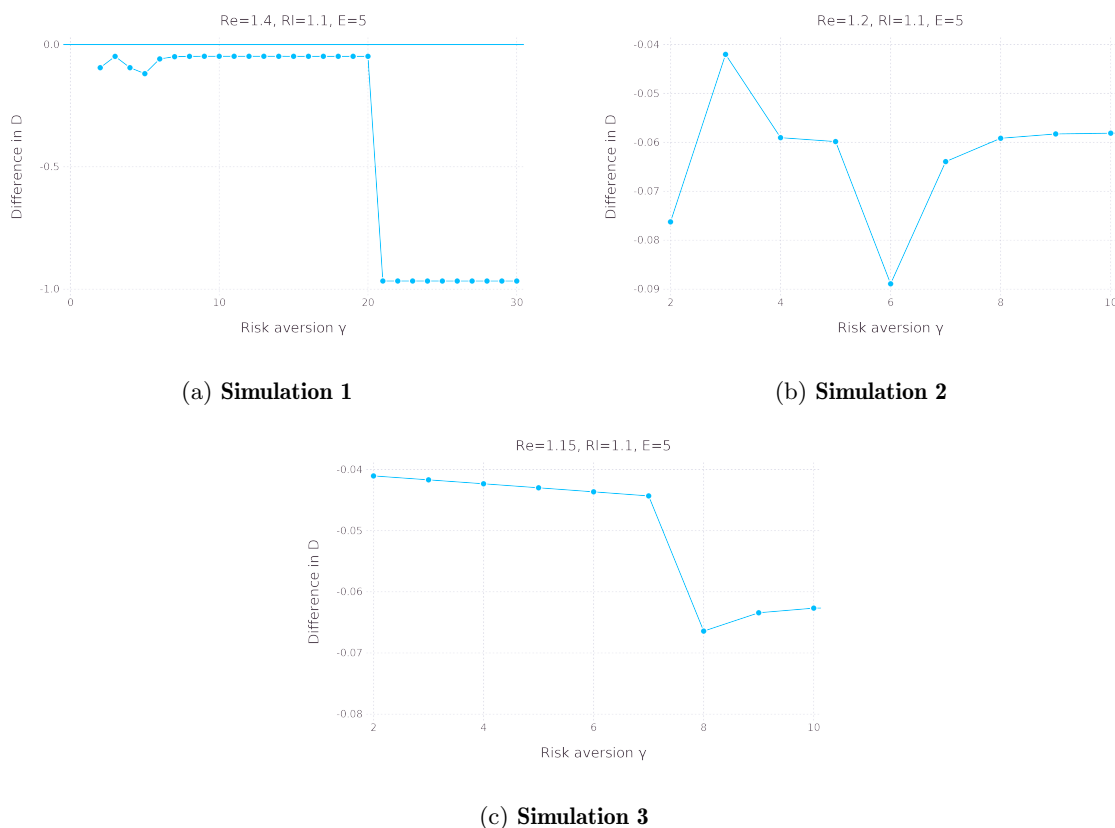 Re=1.4, Rl=1.1, E=5
0.0
-0.5
-1.0
Difference in D
0
10
20
30
Risk aversion γ
(a) Simulation 1
Re=1.2, Rl=1.1, E=5
-0.04
-0.05
-0.06
-0.07
-0.08
-0.09
Difference in D
2
4
6
8
10
Risk aversion γ
(b) Simulation 2
Re=1.15, Rl=1.1, E=5
-0.04
-0.05
-0.06
-0.07
-0.08
Difference in D
2
4
6
8
10
Risk aversion γ
(c) Simulation 3